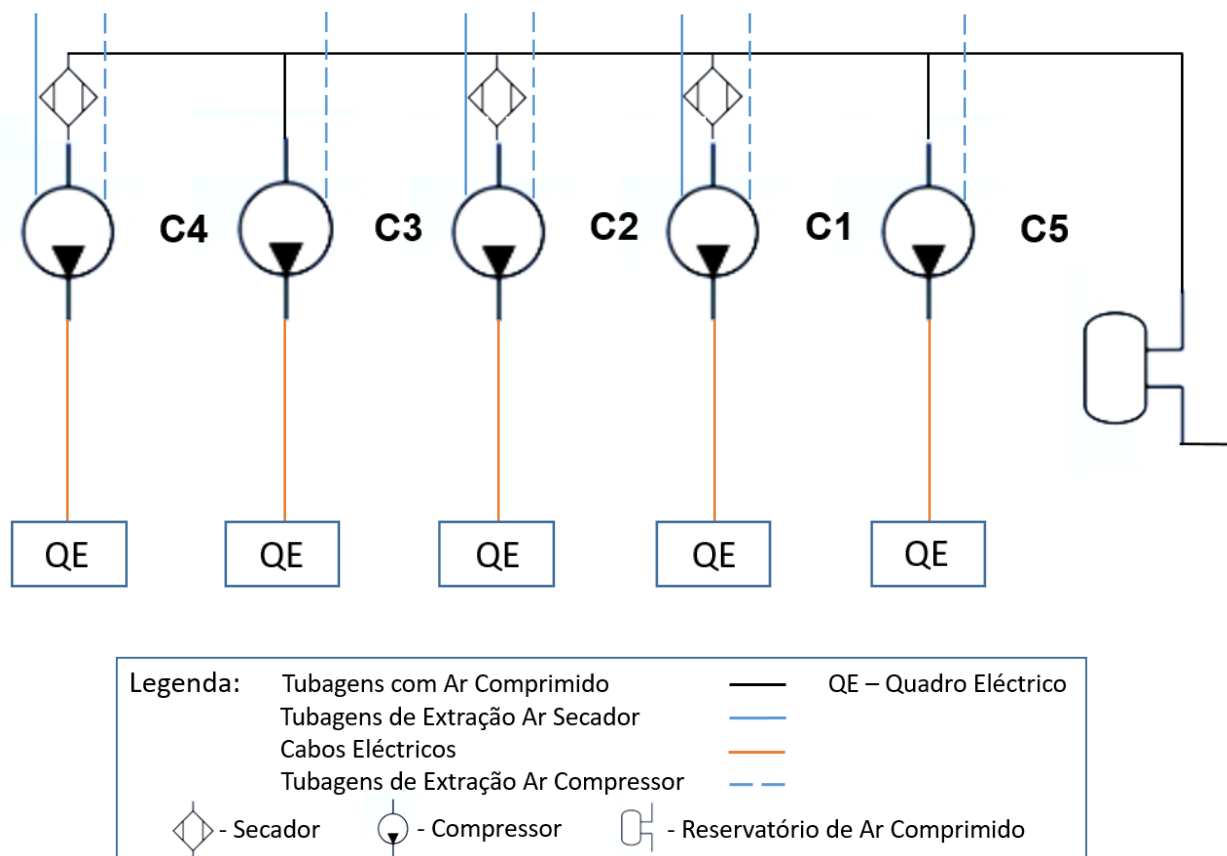 C4 C3 C2 C1 C5
QE QE QE QE QE
Legenda: Tubagens com Ar Comprimido QE – Quadro Eléctrico
Tubagens de Extração Ar Secador
Cabos Eléctricos
Tubagens de Extração Ar Compressor
- Secador - Compressor - Reservatório de Ar Comprimido